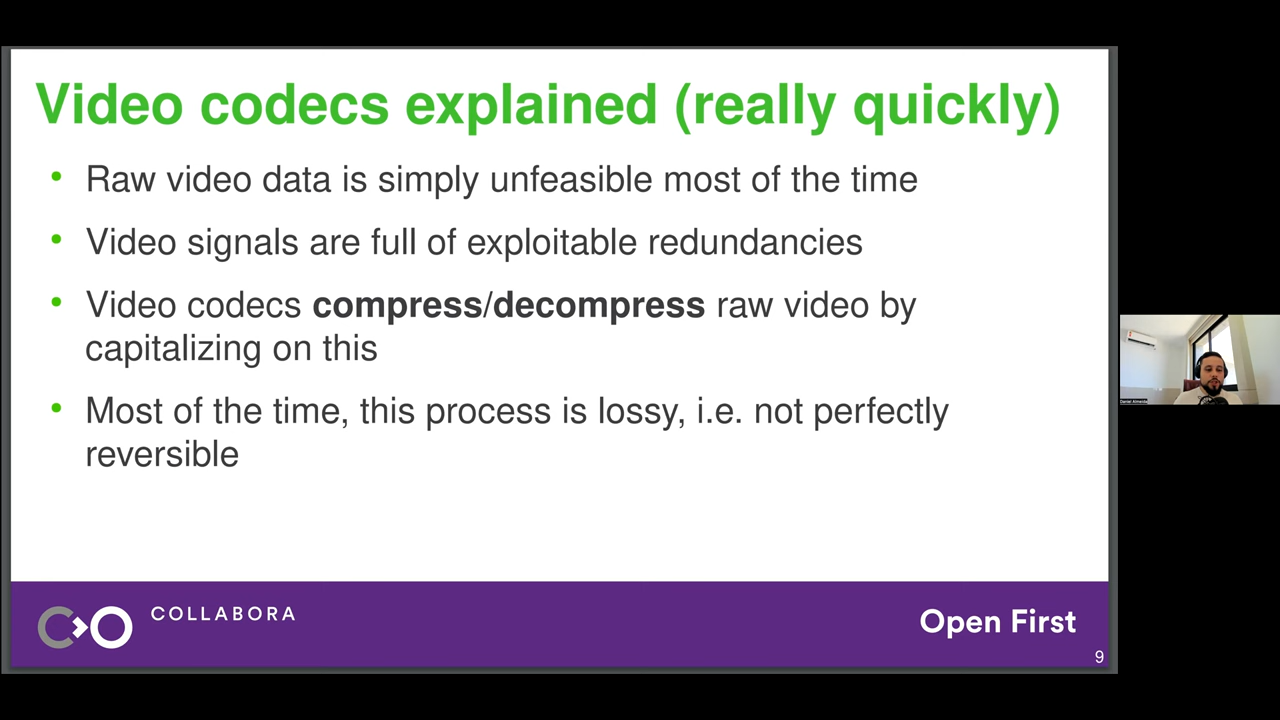 Video codecs explained (really quickly)
• Raw video data is simply unfeasible most of the time
• Video signals are full of exploitable redundancies
• Video codecs compress/decompress raw video by
capitalizing on this
• Most of the time, this process is lossy, i.e. not perfectly
reversible
COLLABORA
Open First
9
Daniel Almeida